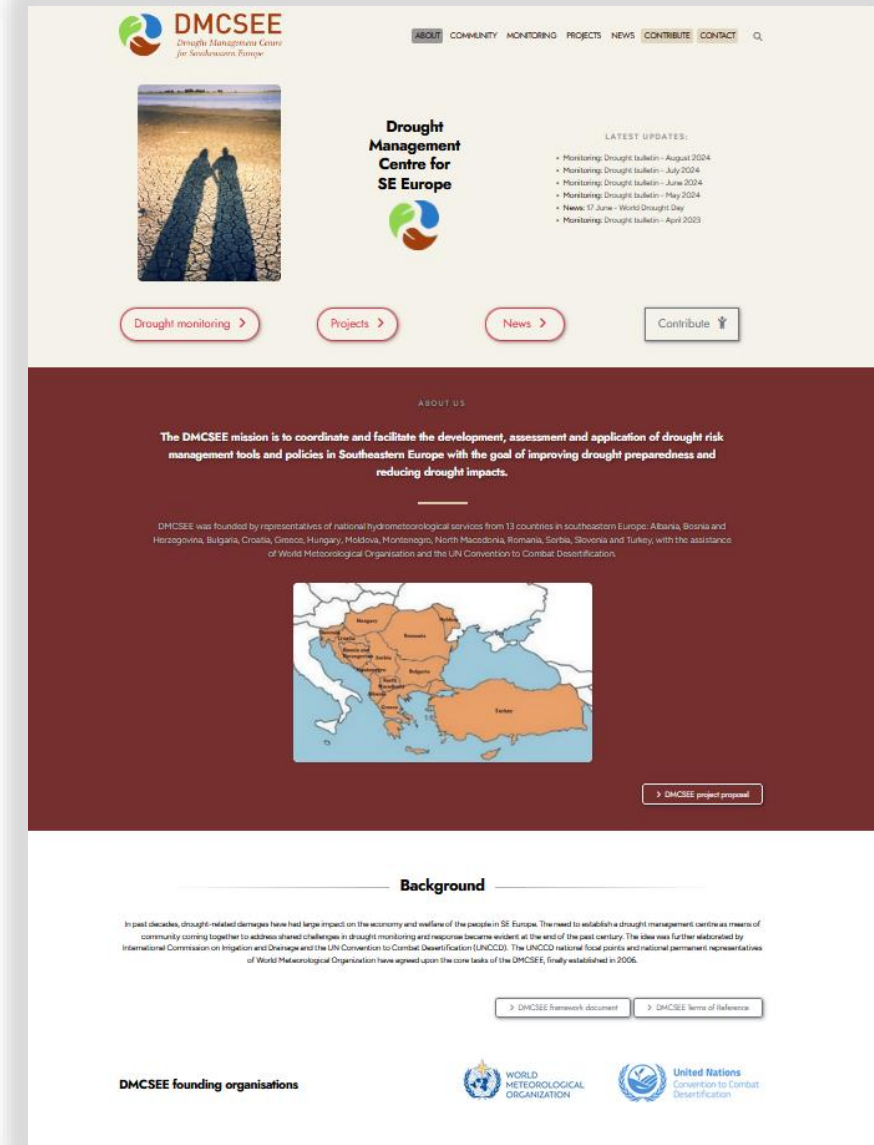 DMCSEE
Drought Management Centre
for Southeastern Europe
ABOUT COMMUNITY MONITORING PROJECTS NEWS CONTRIBUTE CONTACT
Drought
Management
Centre for
SE Europe
LATEST UPDATES:
• Monitoring: Drought bulletin - August 2024
• Monitoring: Drought bulletin - July 2024
• Monitoring: Drought bulletin - June 2024
• Monitoring: Drought bulletin - May 2024
• News: 17 June - World Drought Day
• Monitoring: Drought bulletin - April 2023
Drought monitoring >
Projects >
News >
Contribute
ABOUT US
The DMCSEE mission is to coordinate and facilitate the development, assessment and application of drought risk
management tools and policies in Southeastern Europe with the goal of improving drought preparedness and
reducing drought impacts.
DMCSEE was founded by representatives of national hydrometeorological services from 13 countries in southeastern Europe: Albania, Bosnia and
Herzegovina, Bulgaria, Croatia, Greece, Hungary, Moldova, Montenegro, North Macedonia, Romania, Serbia, Slovenia and Turkey, with the assistance
of World Meteorological Organisation and the UN Convention to Combat Desertification.
Hungary
Moldova
Slovenia
Croatia
Romania
Bosnia and
Herzegovina
Serbia
Montenegro
Bulgaria
North
Macedonia
Albania
Greece
Turkey
> DMCSEE project proposal
Background
In past decades, drought-related damages have had large impact on the economy and welfare of the people in SE Europe. The need to establish a drought management centre as means of
community coming together to address shared challenges in drought monitoring and response became evident at the end of the past century. The idea was further elaborated by
International Commission on Irrigation and Drainage and the UN Convention to Combat Desertification (UNCCD). The UNCCD national focal points and national permanent representatives
of World Meteorological Organization have agreed upon the core tasks of the DMCSEE, finally established in 2006.
> DMCSEE framework document
> DMCSEE Terms of Reference
DMCSEE founding organisations
WORLD
METEOROLOGICAL
ORGANIZATION
United Nations
Convention to Combat
Desertification